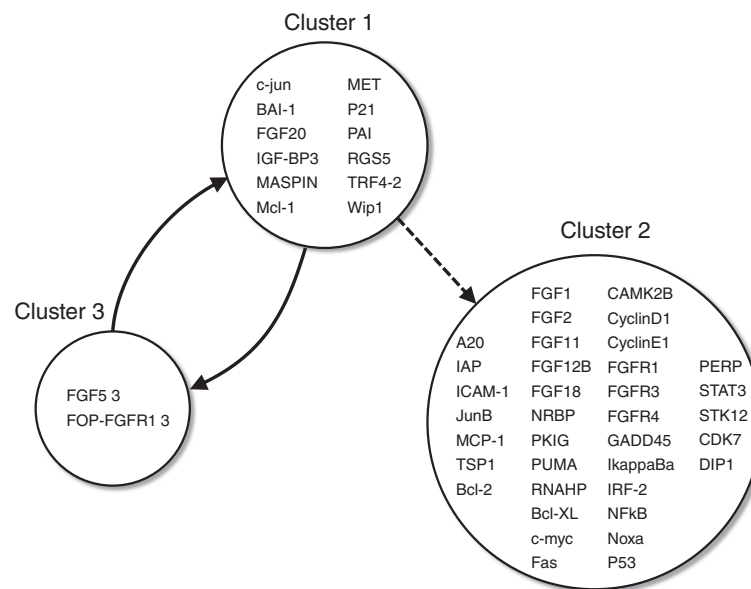 Cluster 1
c-jun MET
BAI-1 P21
FGF20 PAI
IGF-BP3 RGS5
MASPIN TRF4-2
Mcl-1 Wip1
Cluster 3
FGF5 3
FOP-FGFR1 3
Cluster 2
FGF1 CAMK2B
FGF2 CyclinD1
A20 FGF11 CyclinE1
IAP FGF12B FGFR1 PERP
ICAM-1 FGF18 FGFR3 STAT3
JunB NRBP FGFR4 STK12
MCP-1 PKIG GADD45 CDK7
TSP1 PUMA IkappaBa DIP1
Bcl-2 RNAHP IRF-2
Bcl-XL NFkB
c-myc Noxa
Fas P53